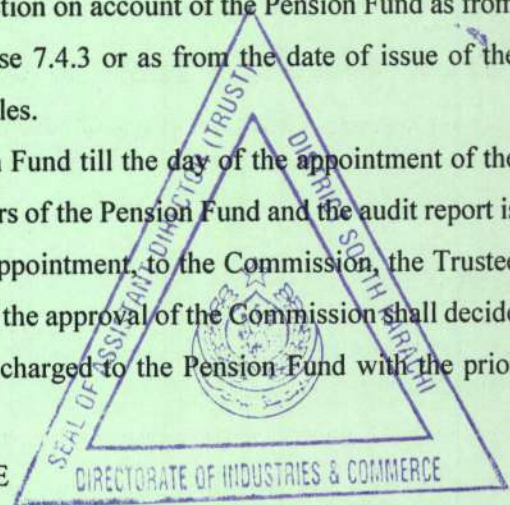 tion on account of the Pension Fund as from
se 7.4.3 or as from the date of issue of the
les.
Fund till the day of the appointment of the
rs of the Pension Fund and the audit report is
appointment, to the Commission, the Trustee
the approval of the Commission shall decide
charged to the Pension Fund with the prior
E
SEAL OF ASSISTANT DIRECTOR (TRUST)
DISTRICT SOUTH KARACHI
DIRECTORATE OF INDUSTRIES & COMMERCE